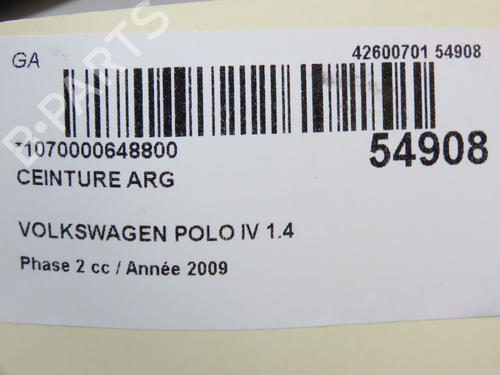 GA
42600701 54908
*1070000648800
54908
CEINTURE ARG
VOLKSWAGEN POLO IV 1.4
Phase 2 cc / Année 2009
B-PARTS